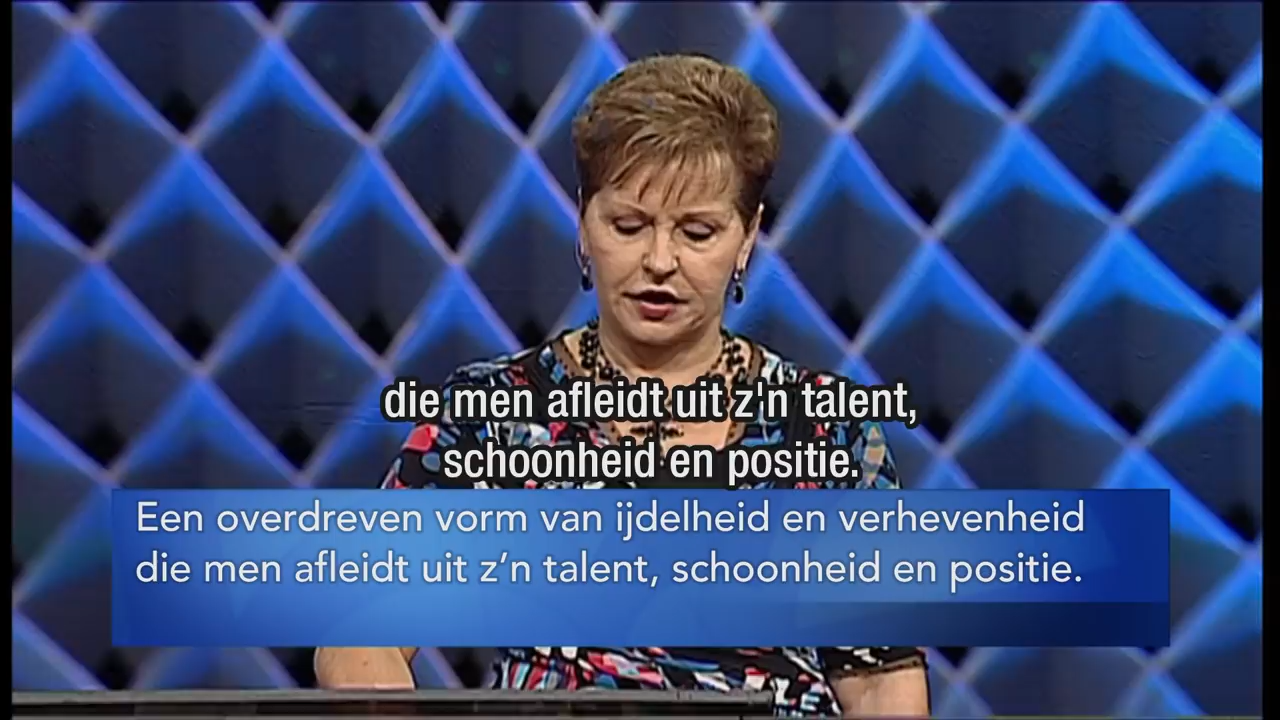 die men afleidt uit z'n talent,
schoonheid en positie.
Een overdreven vorm van ijdelheid en verhevenheid
die men afleidt uit z’n talent, schoonheid en positie.